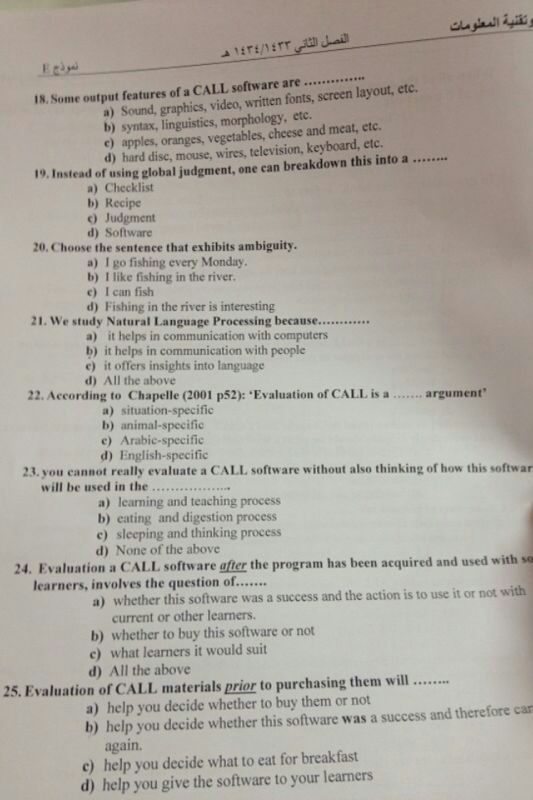 وتقنية المعلومات
الفصل الثاني ١٤٣٤/١٤٣٣ هـ
نموذج E
18. Some output features of a CALL software are ..............
a) Sound, graphics, video, written fonts, screen layout, etc.
b) syntax, linguistics, morphology, etc.
c) apples, oranges, vegetables, cheese and meat, etc.
d) hard disc, mouse, wires, television, keyboard, etc.
19. Instead of using global judgment, one can breakdown this into a ........
a) Checklist
b) Recipe
c) Judgment
d) Software
20. Choose the sentence that exhibits ambiguity.
a) I go fishing every Monday.
b) I like fishing in the river.
c) I can fish
d) Fishing in the river is interesting
21. We study Natural Language Processing because............
a) it helps in communication with computers
b) it helps in communication with people
c) it offers insights into language
d) All the above
22. According to Chapelle (2001 p52): ‘Evaluation of CALL is a ....... argument’
a) situation-specific
b) animal-specific
c) Arabic-specific
d) English-specific
23. you cannot really evaluate a CALL software without also thinking of how this softwar
will be used in the ..................
a) learning and teaching process
b) eating and digestion process
c) sleeping and thinking process
d) None of the above
24. Evaluation a CALL software after the program has been acquired and used with so
learners, involves the question of.......
a) whether this software was a success and the action is to use it or not with
current or other learners.
b) whether to buy this software or not
c) what learners it would suit
d) All the above
25. Evaluation of CALL materials prior to purchasing them will ........
a) help you decide whether to buy them or not
b) help you decide whether this software was a success and therefore can
again.
c) help you decide what to eat for breakfast
d) help you give the software to your learners